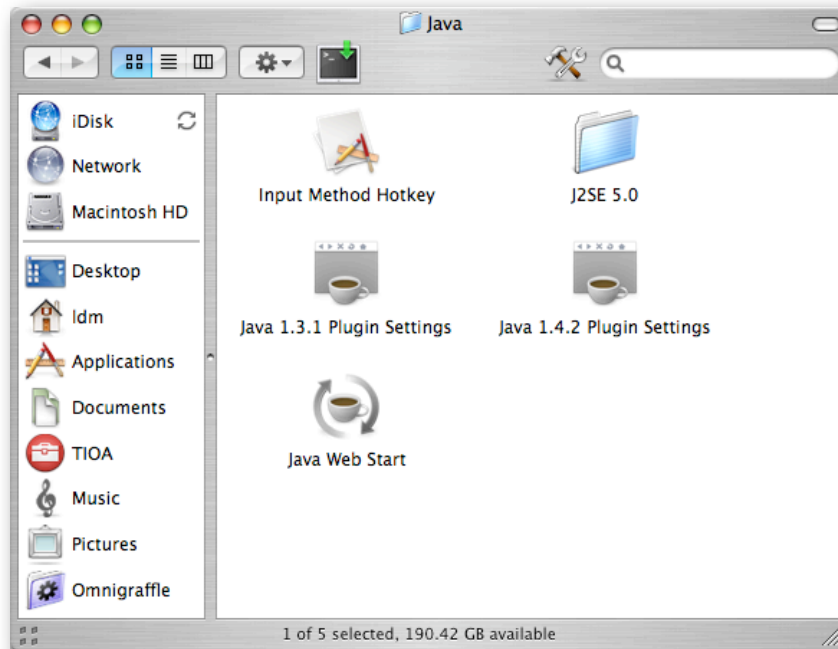 Java
iDisk
Network
Macintosh HD
Desktop
ldm
Applications
Documents
TIOA
Music
Pictures
Omnigraffle
Input Method Hotkey
J2SE 5.0
Java 1.3.1 Plugin Settings
Java 1.4.2 Plugin Settings
Java Web Start
1 of 5 selected, 190.42 GB available